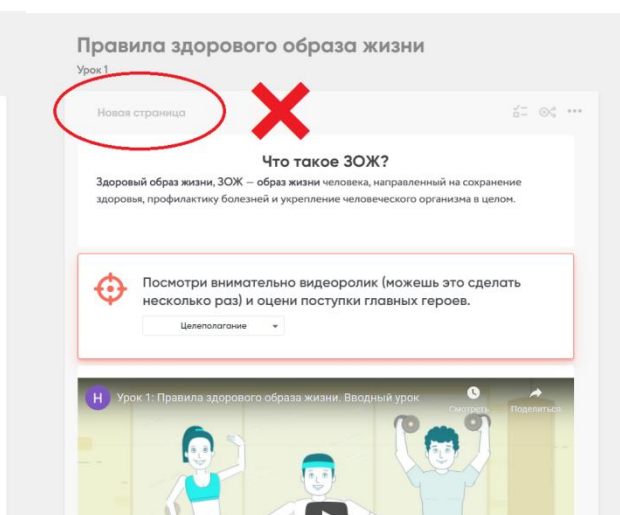 Правила здорового образа жизни
Урок 1
Новая страница
Что такое ЗОЖ?
Здоровый образ жизни, ЗОЖ — образ жизни человека, направленный на сохранение
здоровья, профилактику болезней и укрепление человеческого организма в целом.
Посмотри внимательно видеоролик (можешь это сделать
несколько раз) и оцени поступки главных героев.
Целеполагание
Н Урок 1: Правила здорового образа жизни. Вводный урок
Смотреть Поделиться